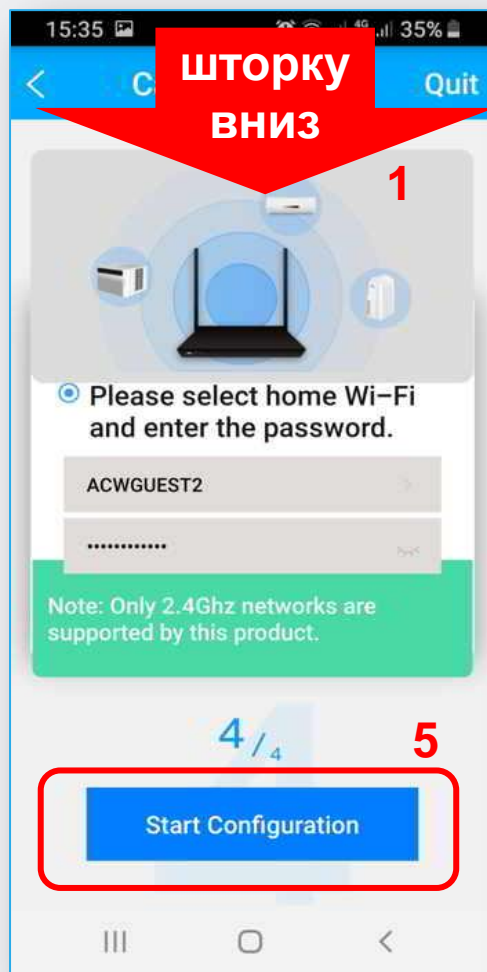 15:35 4G 35%
шторку
вниз
Quit
1
Please select home Wi-Fi
and enter the password.
ACWGUEST2
••••••••••••
Note: Only 2.4Ghz networks are
supported by this product.
4/4
5
Start Configuration